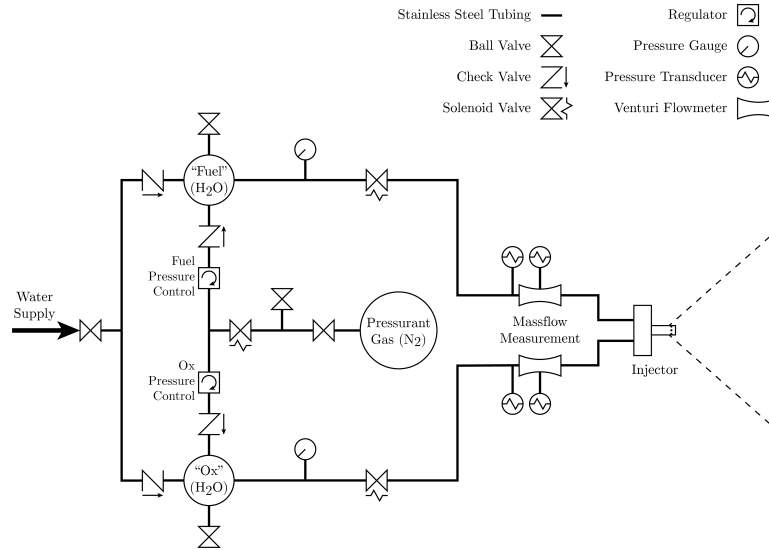 Stainless Steel Tubing
Regulator
Ball Valve
Pressure Gauge
Check Valve
Pressure Transducer
Solenoid Valve
Venturi Flowmeter
“Fuel”
(H2O)
Fuel
Pressure
Control
Water
Supply
Pressurant
Gas (N2)
Massflow
Measurement
Ox
Pressure
Control
Injector
“Ox”
(H2O)